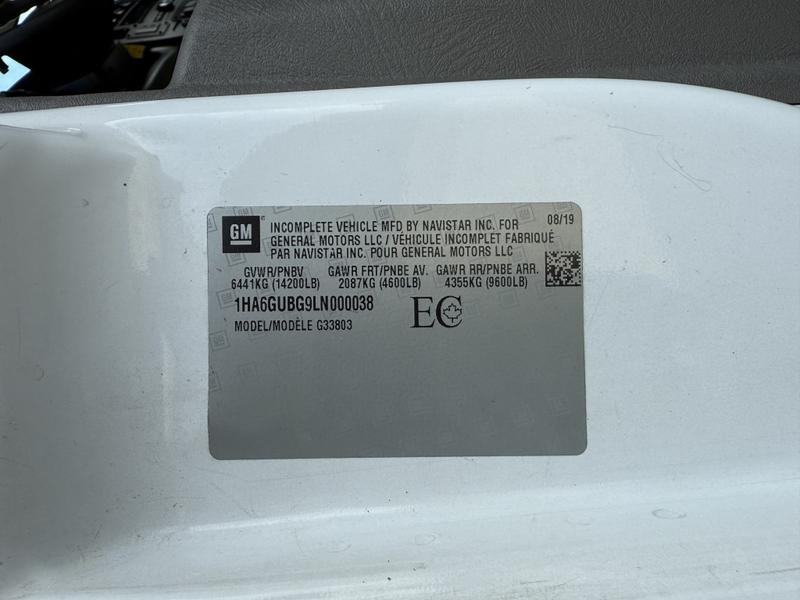 GM
INCOMPLETE VEHICLE MFD BY NAVISTAR INC. FOR
GENERAL MOTORS LLC / VÉHICULE INCOMPLET FABRIQUÉ
PAR NAVISTAR INC. POUR GENERAL MOTORS LLC
08/19
GVWR/PNBV GAWR FRT/PNBE AV. GAWR RR/PNBE ARR.
6441KG (14200LB) 2087KG (4600LB) 4355KG (9600LB)
1HA6GUBG9LN000038
MODEL/MODÈLE G33803
EC